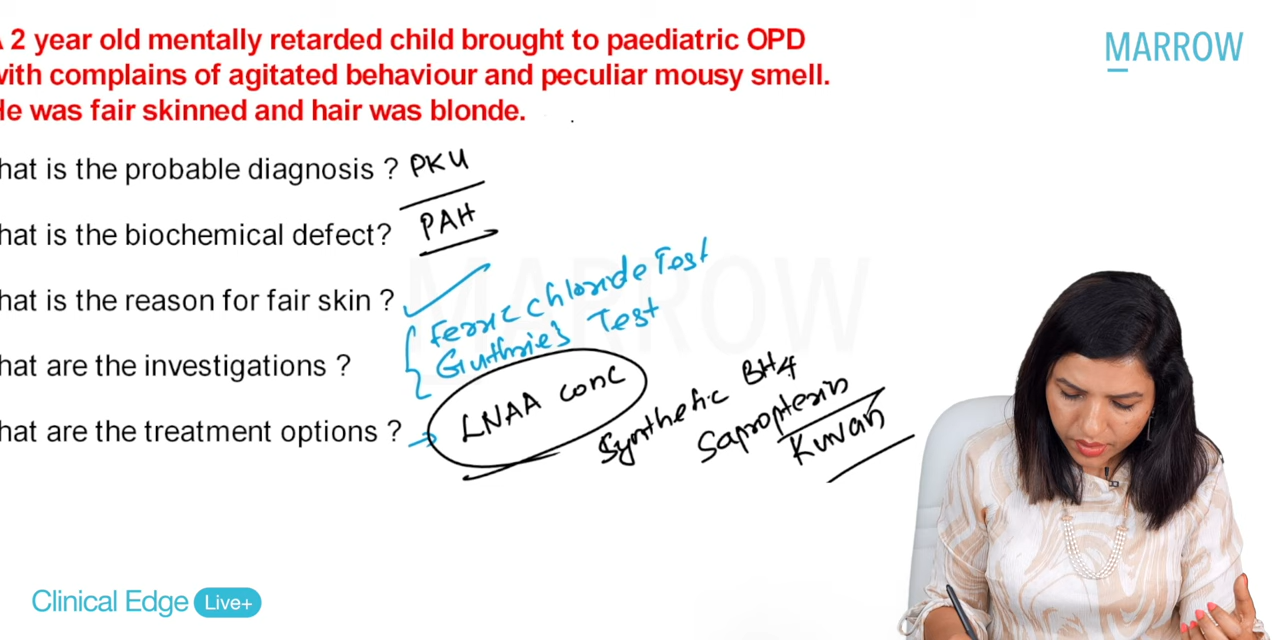 2 year old mentally retarded child brought to paediatric OPD
with complains of agitated behaviour and peculiar mousy smell.
He was fair skinned and hair was blonde.
MARROW
hat is the probable diagnosis ? PKU
hat is the biochemical defect? PAH
hat is the reason for fair skin ?
Ferric chloride Test
Guthrie's Test
hat are the investigations ?
hat are the treatment options ? → LNAA conc
Synthetic BH4
Sapropterin
Kuvan
MARROW
Clinical Edge Live+